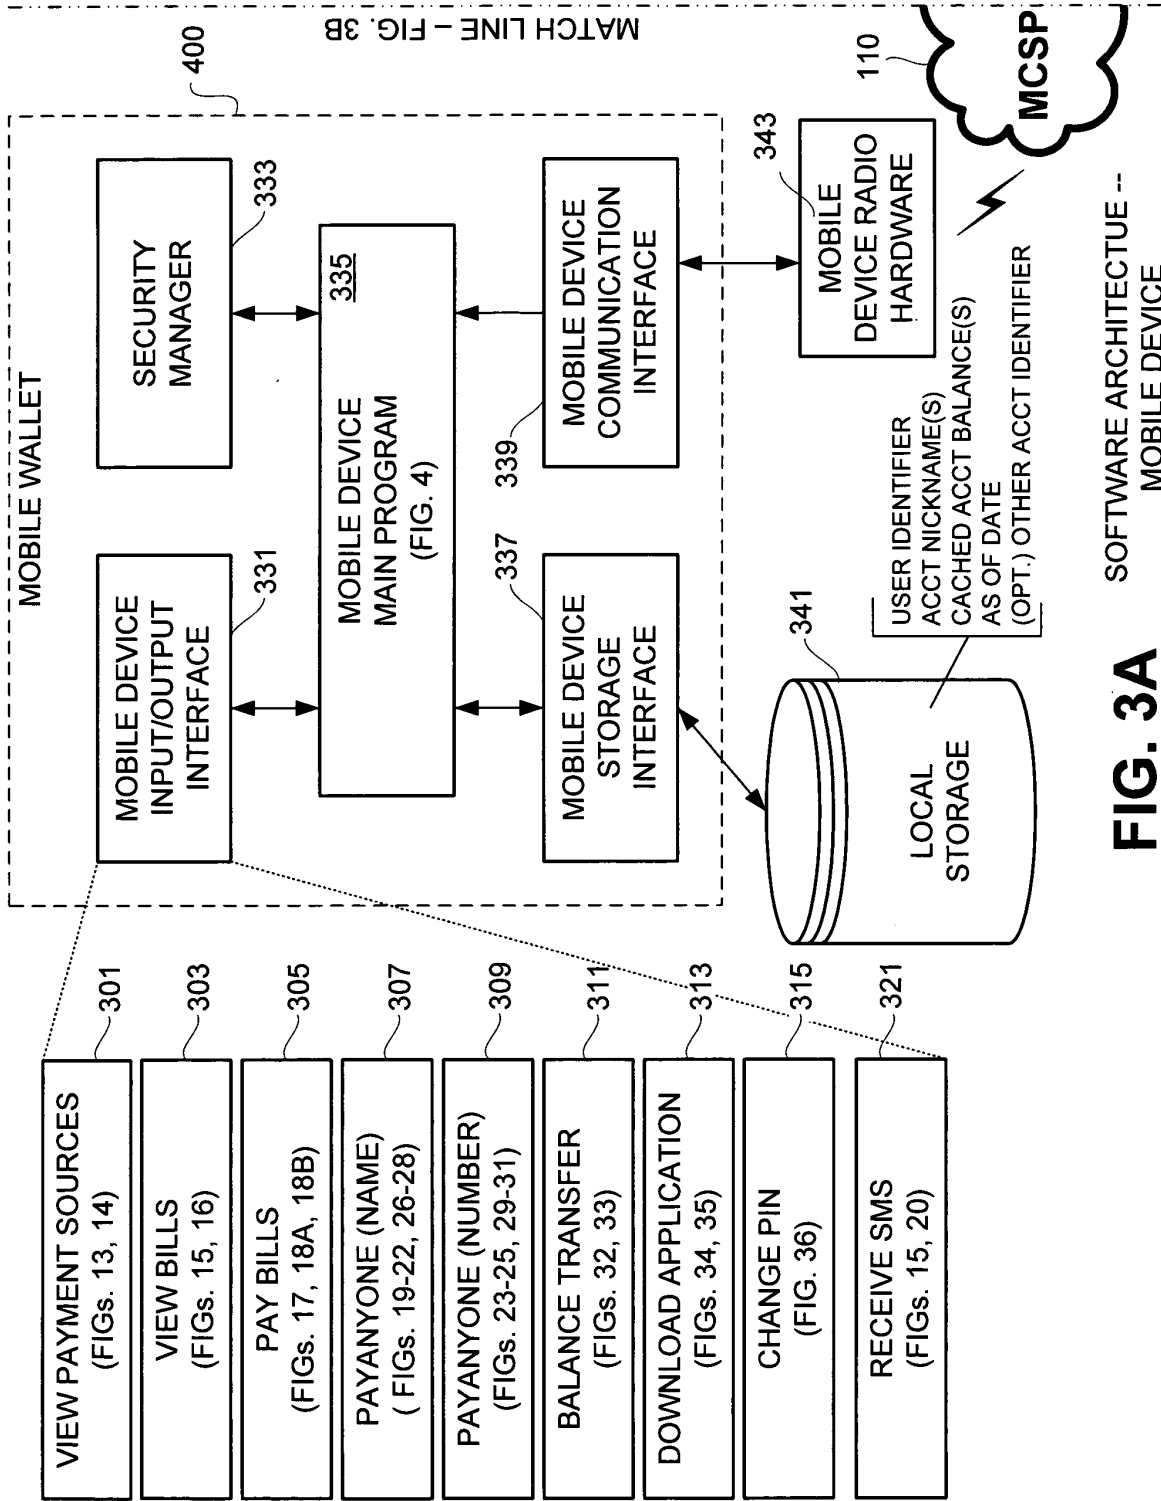 VIEW PAYMENT SOURCES
(FIGs. 13, 14)
301
VIEW BILLS
(FIGs. 15, 16)
303
PAY BILLS
(FIGs. 17, 18A, 18B)
305
PAYANYONE (NAME)
( FIGs. 19-22, 26-28)
307
PAYANYONE (NUMBER)
(FIGs. 23-25, 29-31)
309
BALANCE TRANSFER
(FIGs. 32, 33)
311
DOWNLOAD APPLICATION
(FIGs. 34, 35)
313
CHANGE PIN
(FIG. 36)
315
RECEIVE SMS
(FIGs. 15, 20)
321
MOBILE WALLET
400
MOBILE DEVICE
INPUT/OUTPUT
INTERFACE
331
SECURITY
MANAGER
333
MOBILE DEVICE
MAIN PROGRAM
(FIG. 4)
335
MOBILE DEVICE
STORAGE
INTERFACE
337
MOBILE DEVICE
COMMUNICATION
INTERFACE
339
LOCAL
STORAGE
341
USER IDENTIFIER
ACCT NICKNAME(S)
CACHED ACCT BALANCE(S)
AS OF DATE
(OPT.) OTHER ACCT IDENTIFIER
MOBILE
DEVICE RADIO
HARDWARE
343
MCSP
110
MATCH LINE – FIG. 3B
FIG. 3A
SOFTWARE ARCHITECTUE --
MOBILE DEVICE